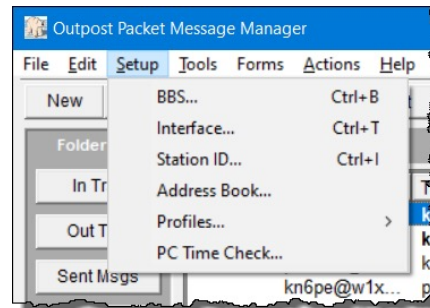 Outpost Packet Message Manager
File Edit Setup Tools Forms Actions Help
New
BBS... Ctrl+B
Folder
Interface... Ctrl+T
Station ID... Ctrl+I
In Tr
Address Book...
Out T
Profiles... >
PC Time Check...
Sent Msgs
kn6pe@w1x...